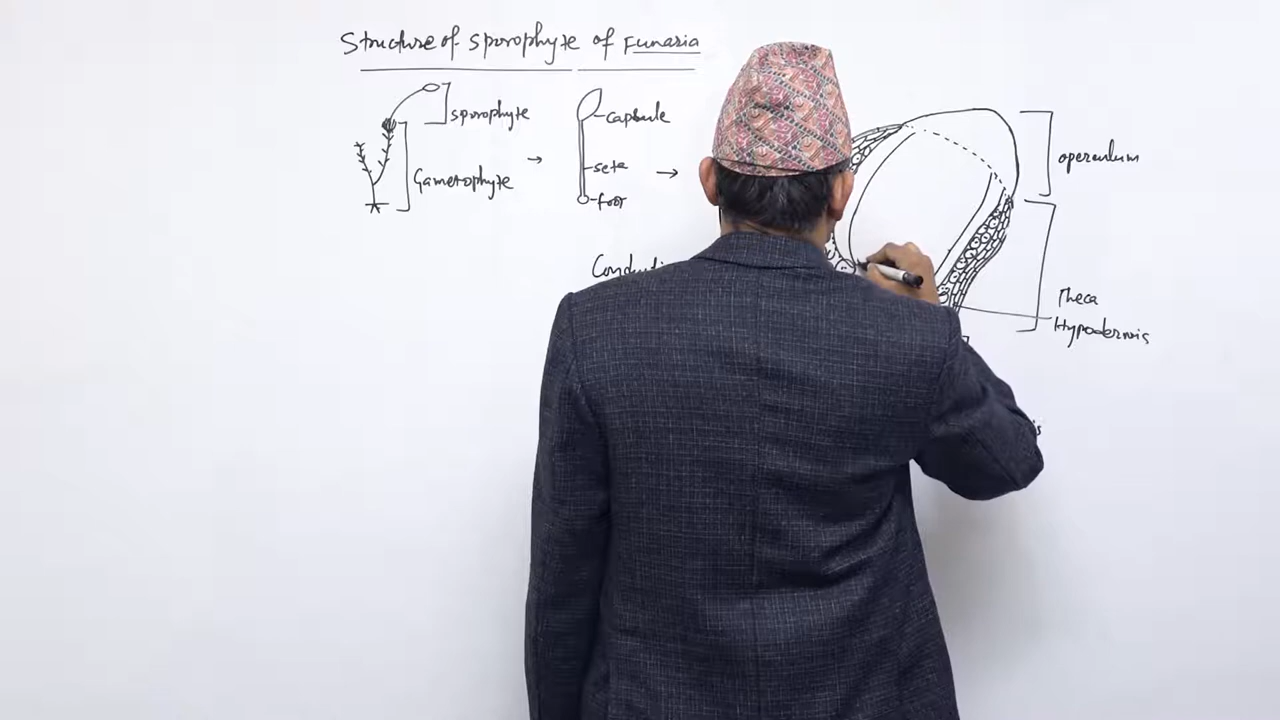 Structure of Sporophyte of Funaria
sporophyte
Gametophyte
capsule
seta
foot
operculum
Theca
Hypodermis